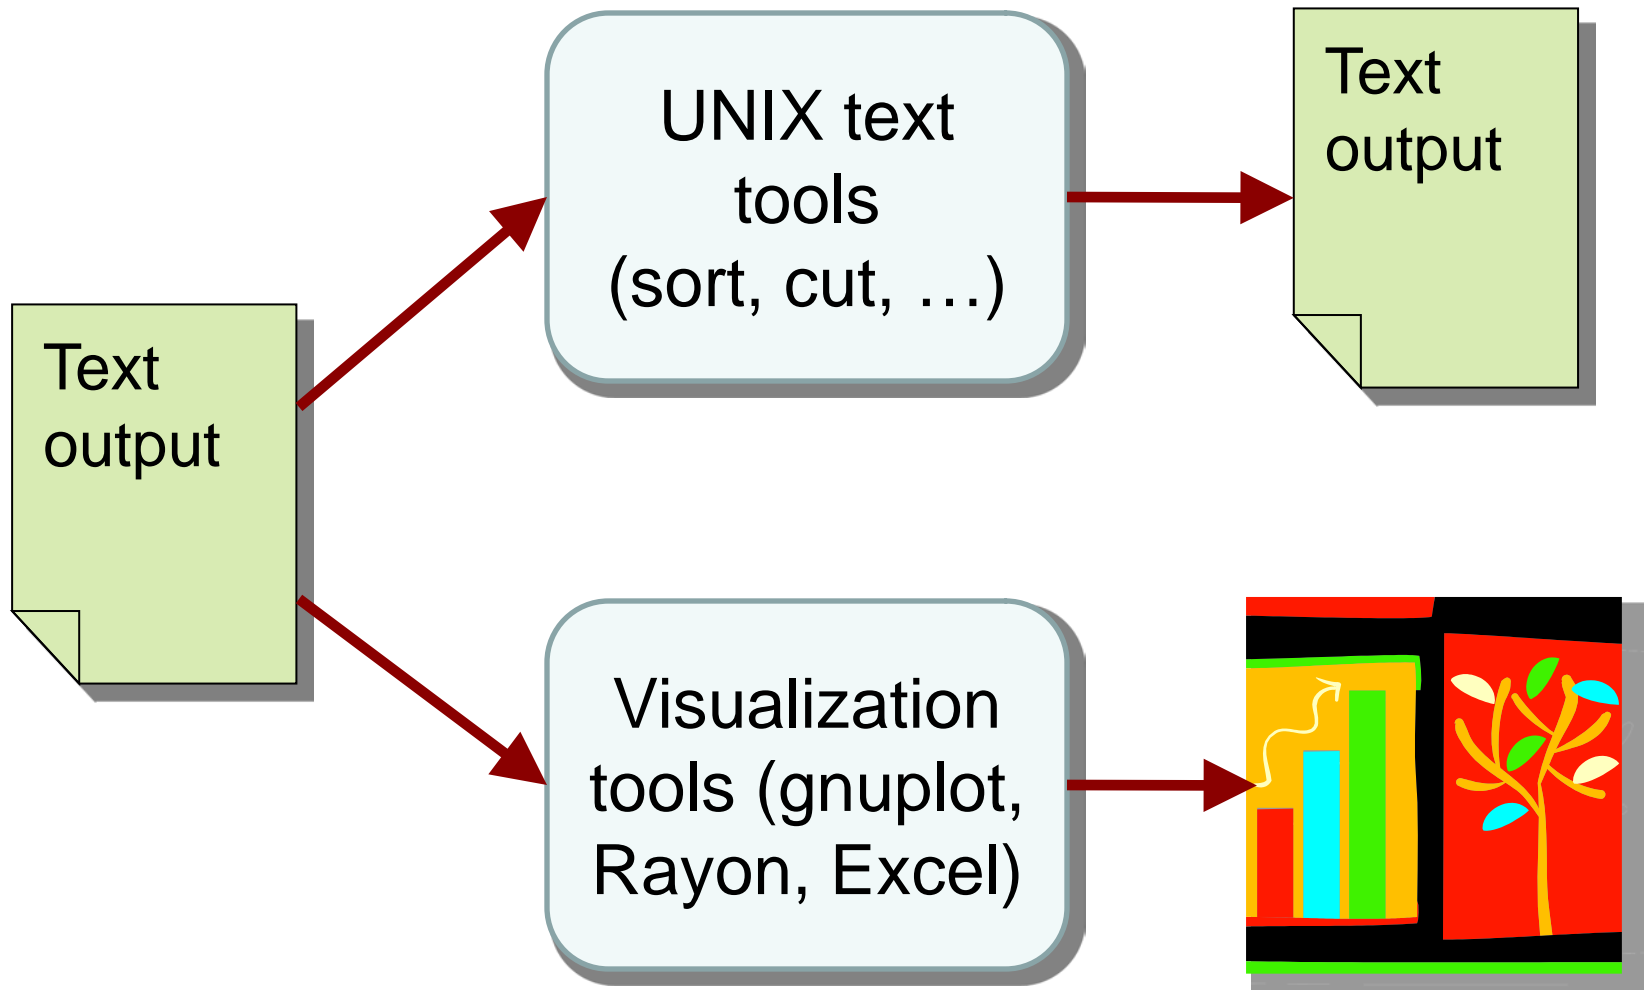 Text
output
UNIX text
tools
(sort, cut, …)
Text
output
Visualization
tools (gnuplot,
Rayon, Excel)